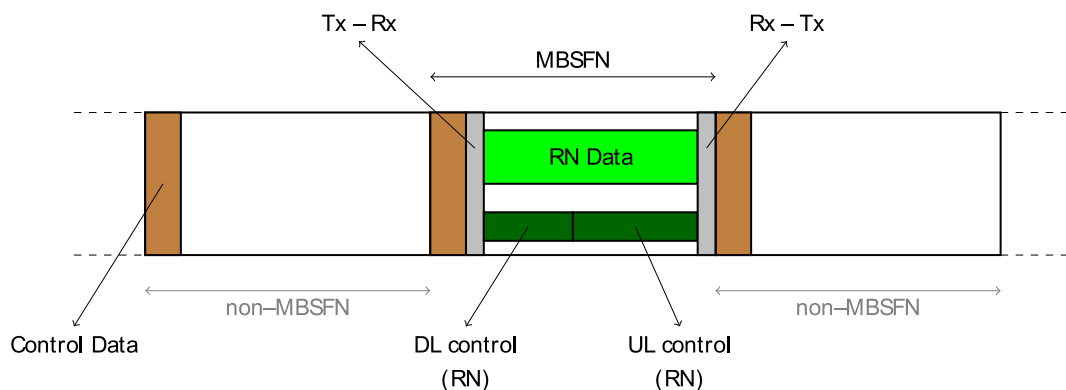 Tx – Rx
Rx – Tx
MBSFN
RN Data
non–MBSFN
non–MBSFN
Control Data
DL control
(RN)
UL control
(RN)